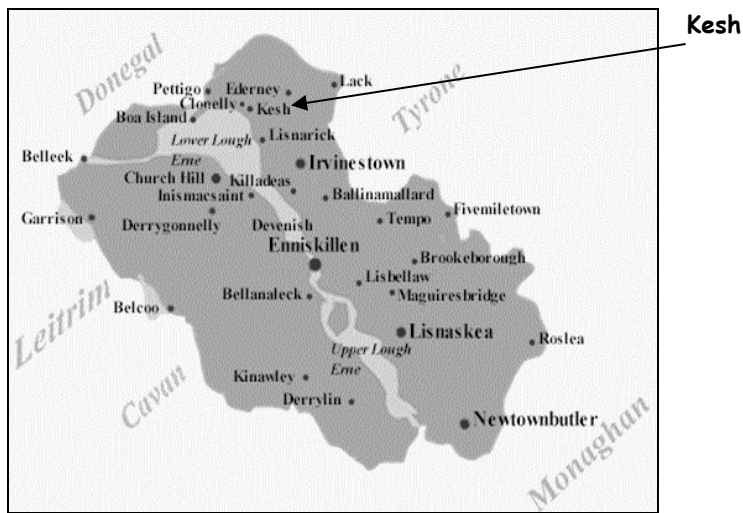 Kesh
Donegal
Tyrone
Lack
Pettigo
Ederney
Clonelly
Kesh
Boa Island
Lower Lough
Erne
Lisnarick
Belleek
Irvinestown
Church Hill
Killadeas
Inismacsaint
Ballinamallard
Garrison
Derrygonnelly
Devenish
Tempo
Fivemiletown
Enniskillen
Brookeborough
Lisbellaw
Bellanaleck
Maguiresbridge
Leitrim
Belcoo
Lisnaskea
Roslea
Upper Lough
Erne
Cavan
Kinawley
Derrylin
Newtownbutler
Monaghan